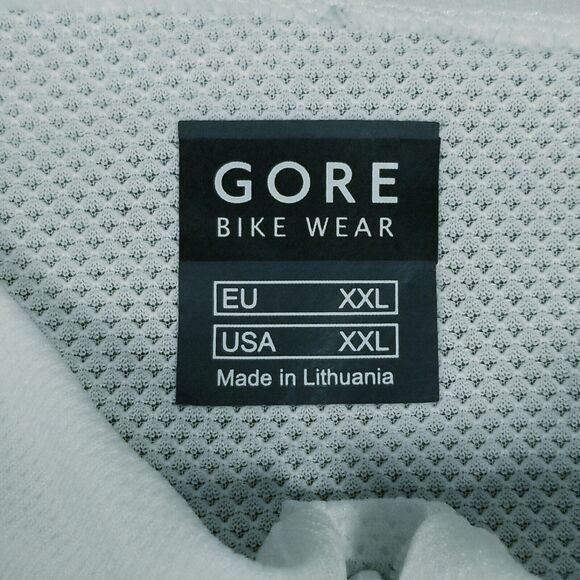 GORE
BIKE WEAR
EU XXL
USA XXL
Made in Lithuania